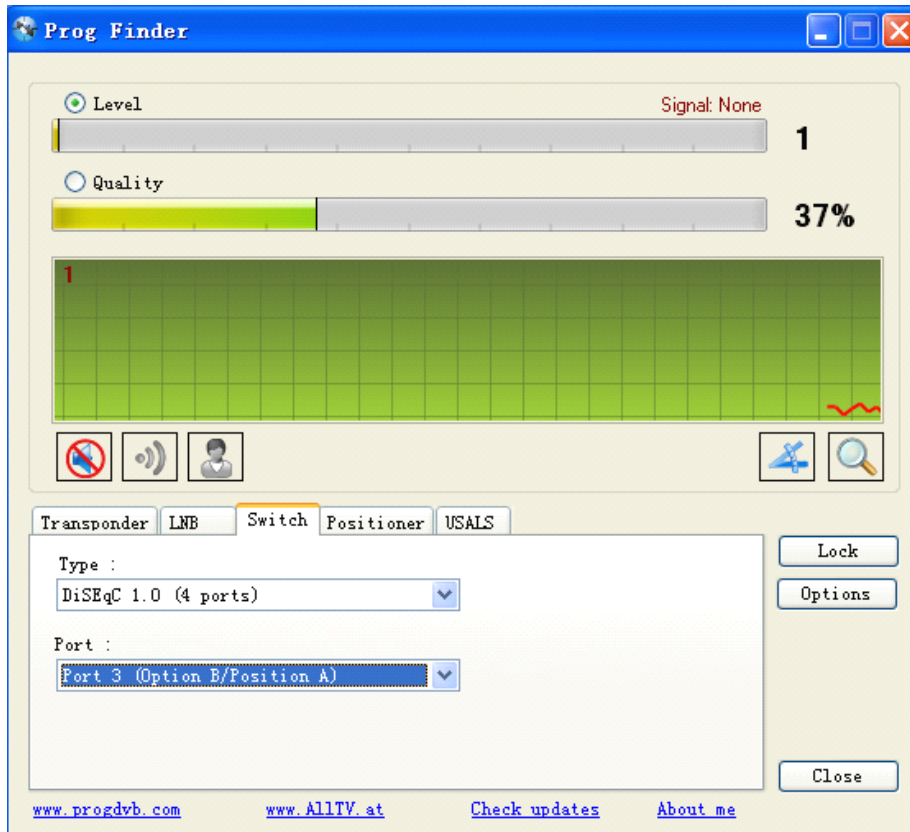 Prog Finder
Level
Signal: None
1
Quality
37%
1
Transponder
LNB
Switch
Positioner
USALS
Type :
DiSEqC 1.0 (4 ports)
Port :
Port 3 (Option B/Position A)
Lock
Options
Close
www.progdvb.com
www.AllTV.at
Check updates
About me